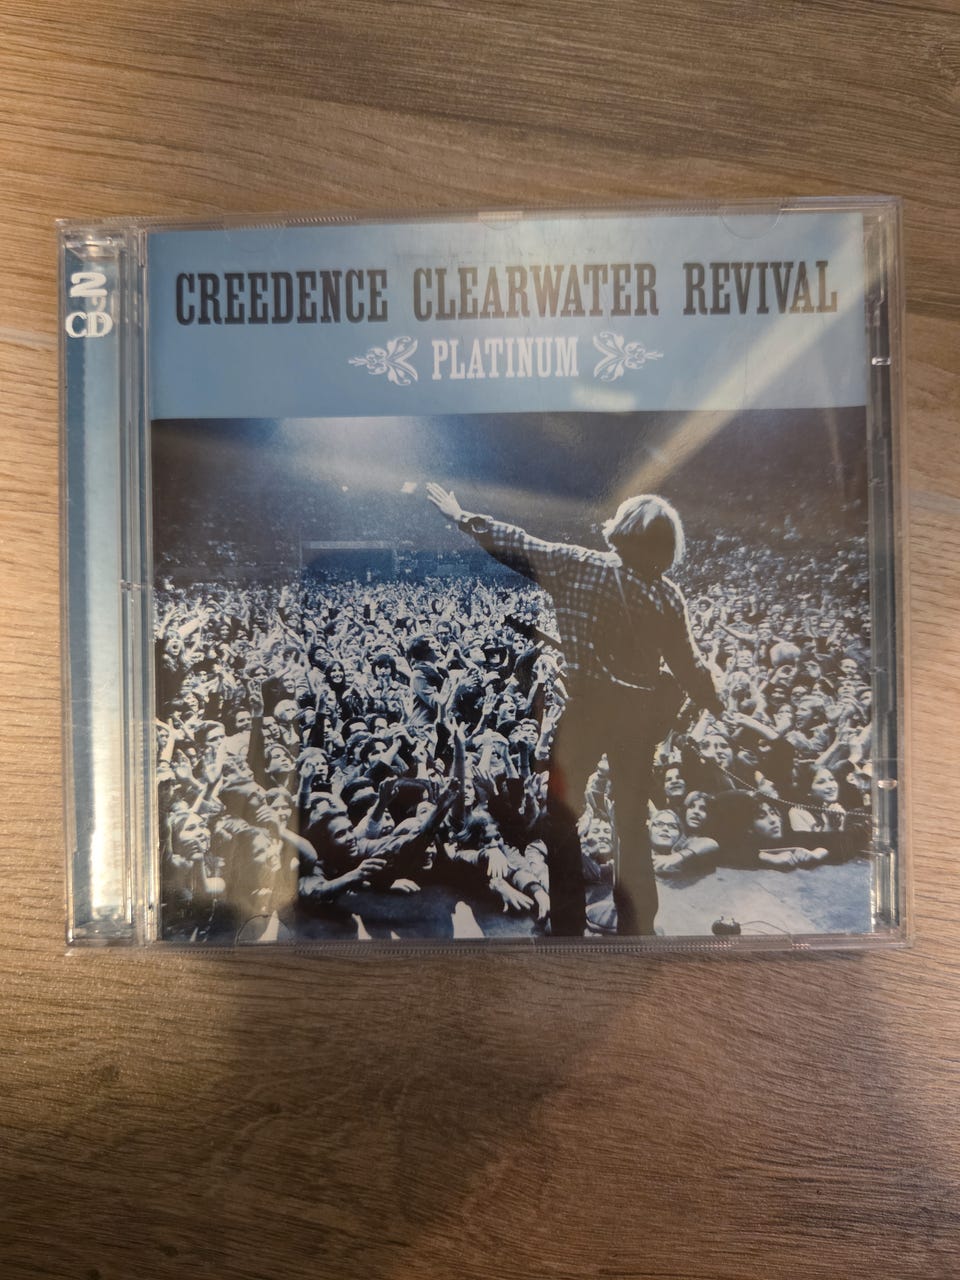 2
CD
CREEDENCE CLEARWATER REVIVAL
PLATINUM